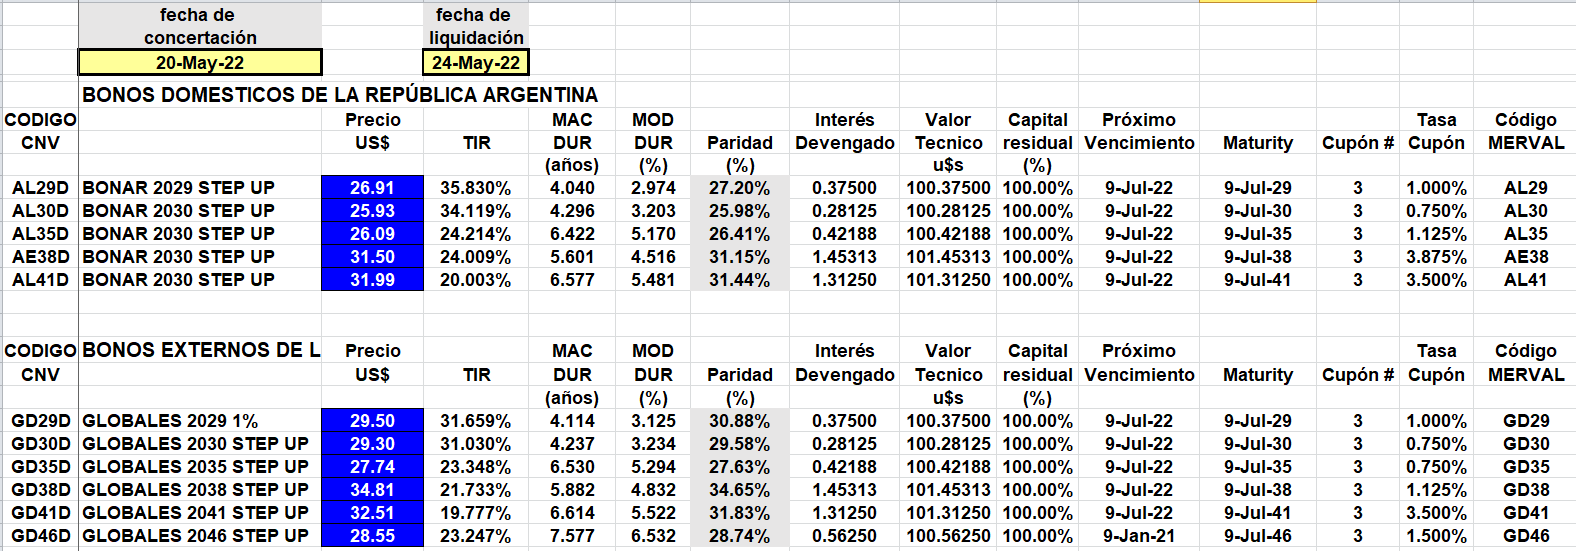 fecha de concertación fecha de liquidación
20-May-22 24-May-22
BONOS DOMESTICOS DE LA REPÚBLICA ARGENTINA
CODIGO Precio MAC MOD Interés Valor Capital Próximo Tasa Código
CNV US$ TIR DUR DUR Paridad Devengado Tecnico residual Vencimiento Maturity Cupón # Cupón MERVAL
(años) (%) (%) u$s (%)
AL29D BONAR 2029 STEP UP 26.91 35.830% 4.040 2.974 27.20% 0.37500 100.37500 100.00% 9-Jul-22 9-Jul-29 3 1.000% AL29
AL30D BONAR 2030 STEP UP 25.93 34.119% 4.296 3.203 25.98% 0.28125 100.28125 100.00% 9-Jul-22 9-Jul-30 3 0.750% AL30
AL35D BONAR 2030 STEP UP 26.09 24.214% 6.422 5.170 26.41% 0.42188 100.42188 100.00% 9-Jul-22 9-Jul-35 3 1.125% AL35
AE38D BONAR 2030 STEP UP 31.50 24.009% 5.601 4.516 31.15% 1.45313 101.45313 100.00% 9-Jul-22 9-Jul-38 3 3.875% AE38
AL41D BONAR 2030 STEP UP 31.99 20.003% 6.577 5.481 31.44% 1.31250 101.31250 100.00% 9-Jul-22 9-Jul-41 3 3.500% AL41
CODIGO BONOS EXTERNOS DE L Precio MAC MOD Interés Valor Capital Próximo Tasa Código
CNV US$ TIR DUR DUR Paridad Devengado Tecnico residual Vencimiento Maturity Cupón # Cupón MERVAL
(años) (%) (%) u$s (%)
GD29D GLOBALES 2029 1% 29.50 31.659% 4.114 3.125 30.88% 0.37500 100.37500 100.00% 9-Jul-22 9-Jul-29 3 1.000% GD29
GD30D GLOBALES 2030 STEP UP 29.30 31.030% 4.237 3.234 29.58% 0.28125 100.28125 100.00% 9-Jul-22 9-Jul-30 3 0.750% GD30
GD35D GLOBALES 2035 STEP UP 27.74 23.348% 6.530 5.294 27.63% 0.42188 100.42188 100.00% 9-Jul-22 9-Jul-35 3 0.750% GD35
GD38D GLOBALES 2038 STEP UP 34.81 21.733% 5.882 4.832 34.65% 1.45313 101.45313 100.00% 9-Jul-22 9-Jul-38 3 1.125% GD38
GD41D GLOBALES 2041 STEP UP 32.51 19.777% 6.614 5.522 31.83% 1.31250 101.31250 100.00% 9-Jul-22 9-Jul-41 3 3.500% GD41
GD46D GLOBALES 2046 STEP UP 28.55 23.247% 7.577 6.532 28.74% 0.56250 100.56250 100.00% 9-Jan-21 9-Jul-46 3 1.500% GD46